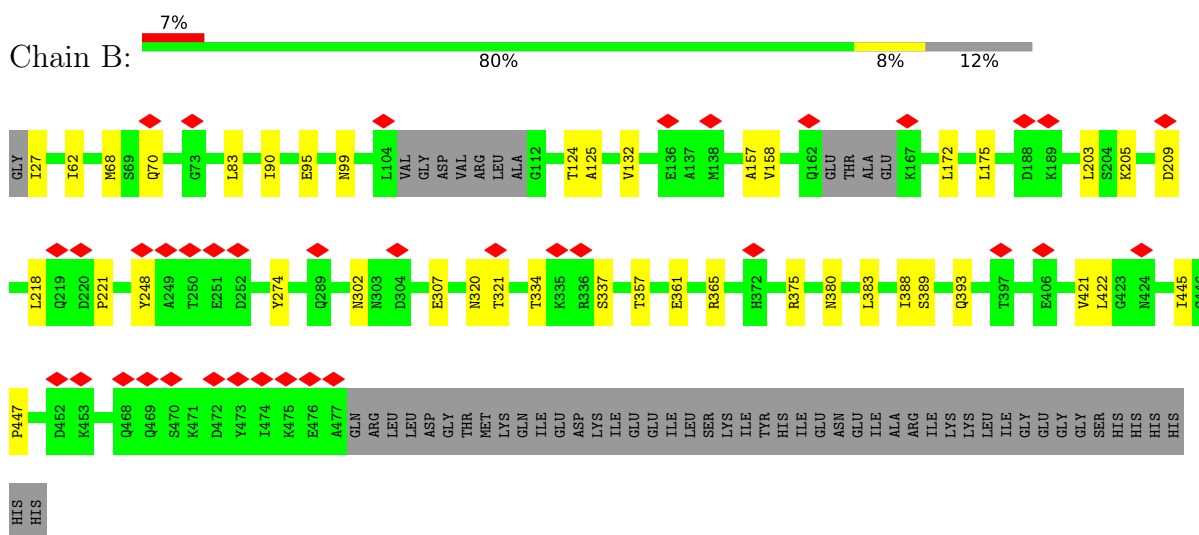 7%
Chain B:
80% 8% 12%
GLY I27 I62 M68 S69 Q70 G73 L83 I90 E95 N99 L104 VAL GLY ASP VAL ARG LEU ALA G112 T124 A125 V132 E136 A137 M138 A157 V158 Q162 GLU THR ALA GLU K167 L172 L175 D188 K189 L203 S204 K205 D209
L218 Q219 D220 P221 Y248 A249 T250 E251 D252 Y274 Q289 N302 N303 D304 E307 N320 T321 T334 K335 R336 S337 T357 E361 R365 H372 R375 N380 L383 I388 S389 Q393 T397 E406 V421 L422 G423 N424 I445
P447 D452 K453 Q468 Q469 S470 K471 D472 Y473 I474 K475 E476 A477 GLN ARG LEU LEU ASP GLY THR MET LYS GLN ILE GLU ASP LYS ILE GLU GLU ILE LEU SER LYS ILE TYR HIS ILE GLU ASN GLU ILE ALA ARG ILE LYS LYS LEU ILE GLY GLU GLY GLY SER HIS HIS HIS HIS HIS
HIS HIS